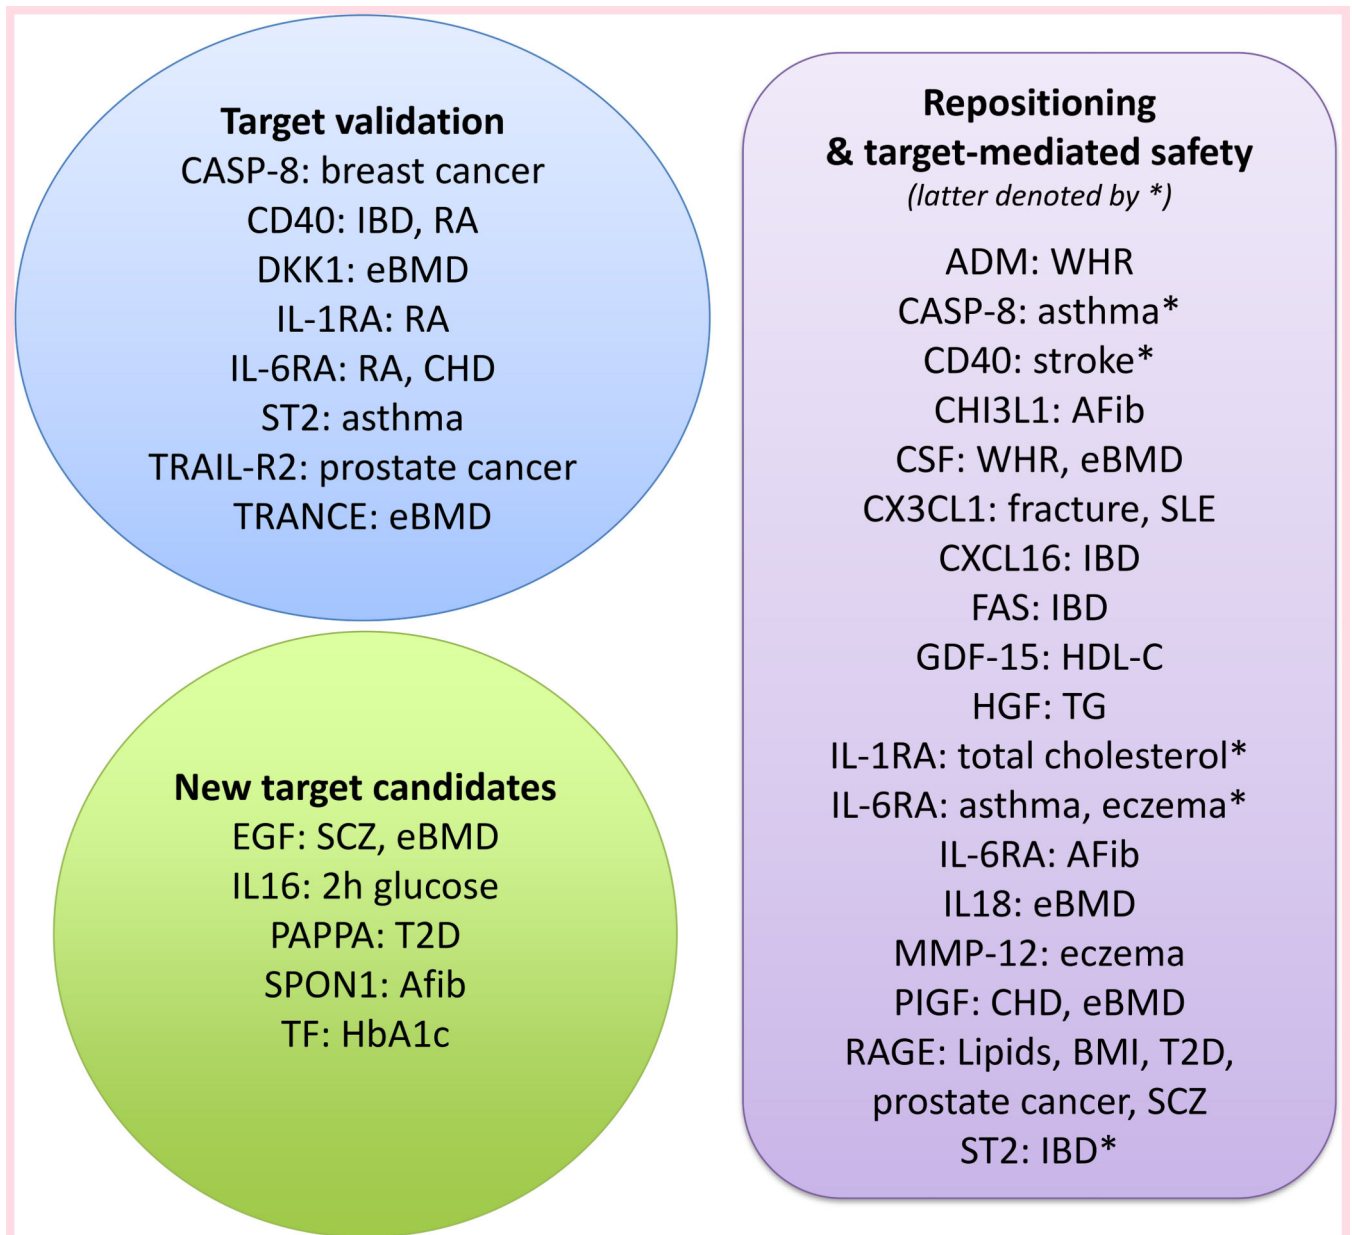 Target validation
CASP-8: breast cancer
CD40: IBD, RA
DKK1: eBMD
IL-1RA: RA
IL-6RA: RA, CHD
ST2: asthma
TRAIL-R2: prostate cancer
TRANCE: eBMD
New target candidates
EGF: SCZ, eBMD
IL16: 2h glucose
PAPPA: T2D
SPON1: Afib
TF: HbA1c
Repositioning
& target-mediated safety
(latter denoted by *)
ADM: WHR
CASP-8: asthma*
CD40: stroke*
CHI3L1: AFib
CSF: WHR, eBMD
CX3CL1: fracture, SLE
CXCL16: IBD
FAS: IBD
GDF-15: HDL-C
HGF: TG
IL-1RA: total cholesterol*
IL-6RA: asthma, eczema*
IL-6RA: AFib
IL18: eBMD
MMP-12: eczema
PIGF: CHD, eBMD
RAGE: Lipids, BMI, T2D,
prostate cancer, SCZ
ST2: IBD*